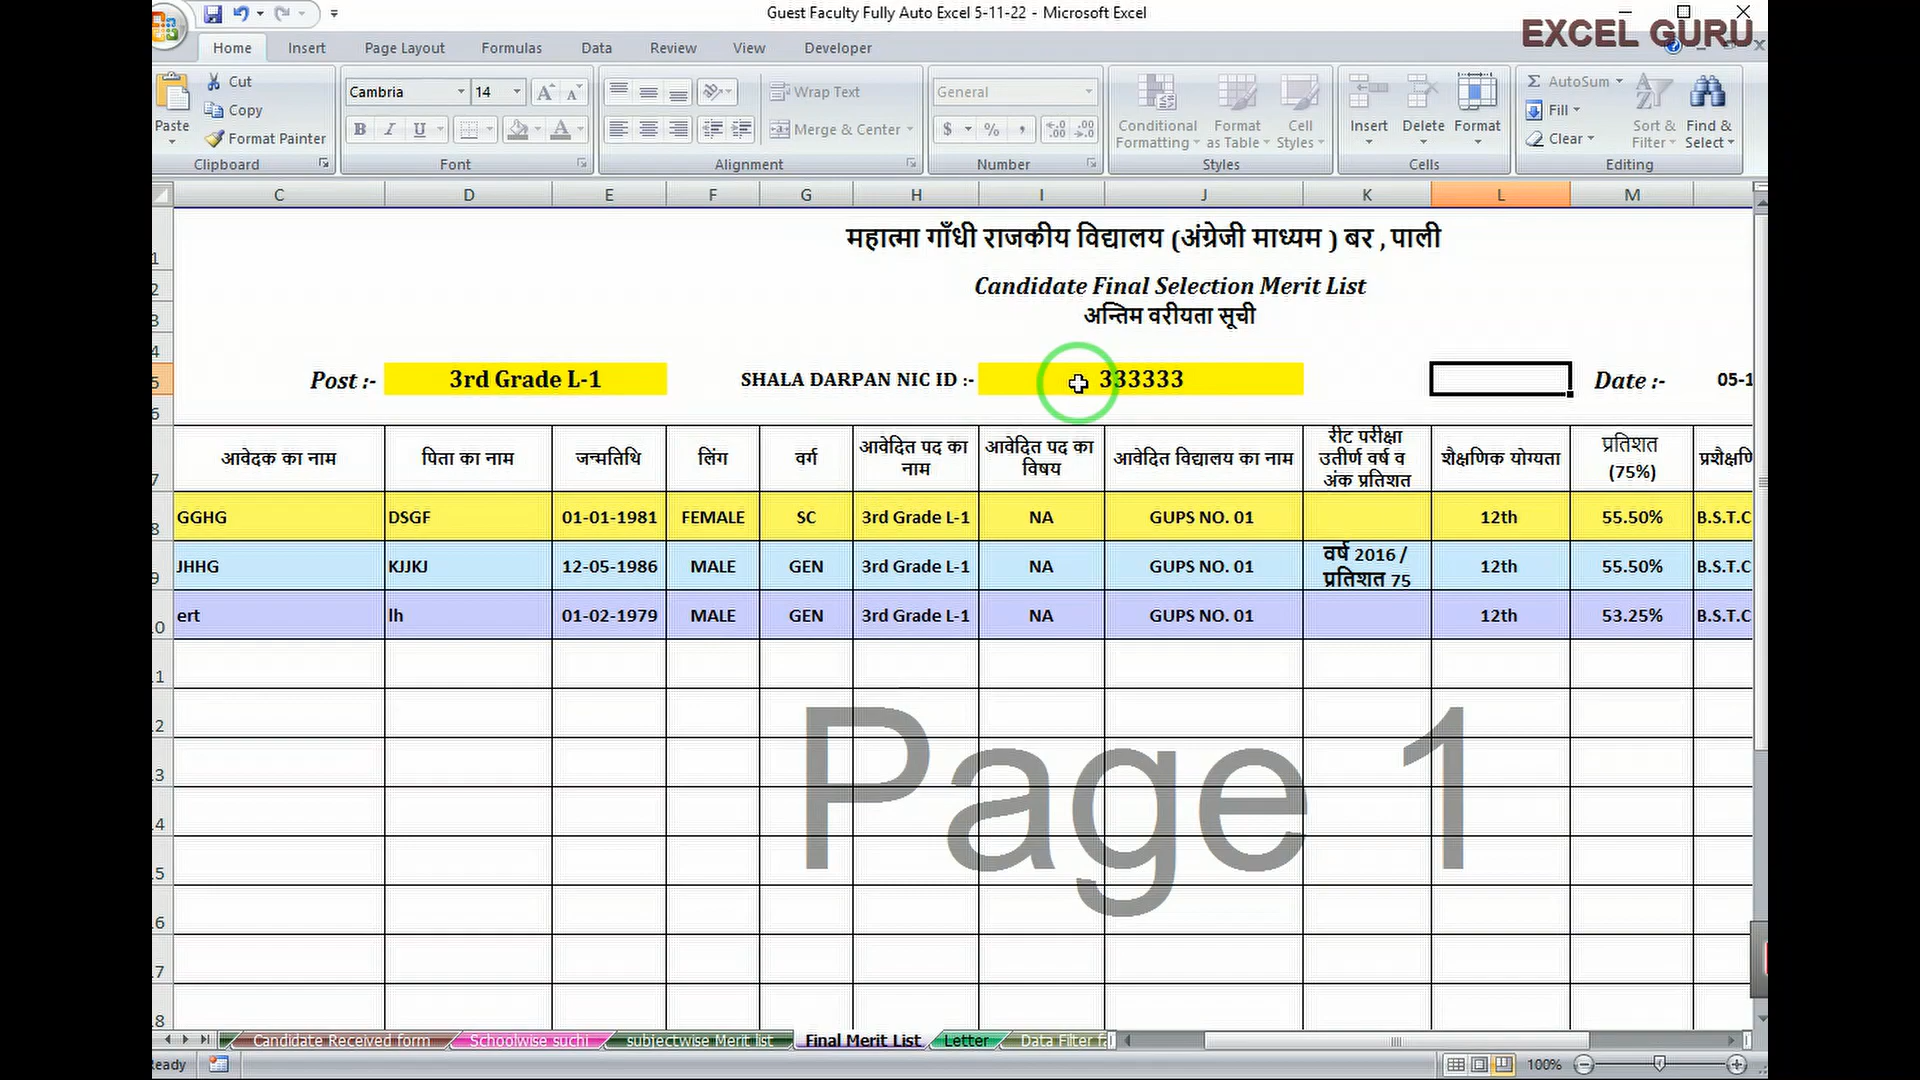 Guest Faculty Fully Auto Excel 5-11-22 - Microsoft Excel
EXCEL GURU
Home Insert Page Layout Formulas Data Review View Developer
Paste Cut Copy Format Painter
Cambria 14
Wrap Text Merge & Center
General
Conditional Formatting Format as Table Cell Styles
Insert Delete Format
AutoSum Fill Clear Sort & Filter Find & Select
Clipboard Font Alignment Number Styles Cells Editing
C D E F G H I J K L M
महात्मा गाँधी राजकीय विद्यालय (अंग्रेजी माध्यम ) बर , पाली
Candidate Final Selection Merit List
अन्तिम वरीयता सूची
Post :- 3rd Grade L-1 SHALA DARPAN NIC ID :- 333333 Date :- 05-1
आवेदक का नाम पिता का नाम जन्मतिथि लिंग वर्ग आवेदित पद का नाम आवेदित पद का विषय आवेदित विद्यालय का नाम रीट परीक्षा उतीर्ण वर्ष व अंक प्रतिशत शैक्षणिक योग्यता प्रतिशत (75%) प्रशैक्षणि
GGHG DSGF 01-01-1981 FEMALE SC 3rd Grade L-1 NA GUPS NO. 01 12th 55.50% B.S.T.C
JHHG KJJKJ 12-05-1986 MALE GEN 3rd Grade L-1 NA GUPS NO. 01 वर्ष 2016 / प्रतिशत 75 12th 55.50% B.S.T.C
ert lh 01-02-1979 MALE GEN 3rd Grade L-1 NA GUPS NO. 01 12th 53.25% B.S.T.C
Page 1
Candidate Received form Schoolwise suchi subjectwise Merit list Final Merit List Letter Data Filter fa
eady 100%